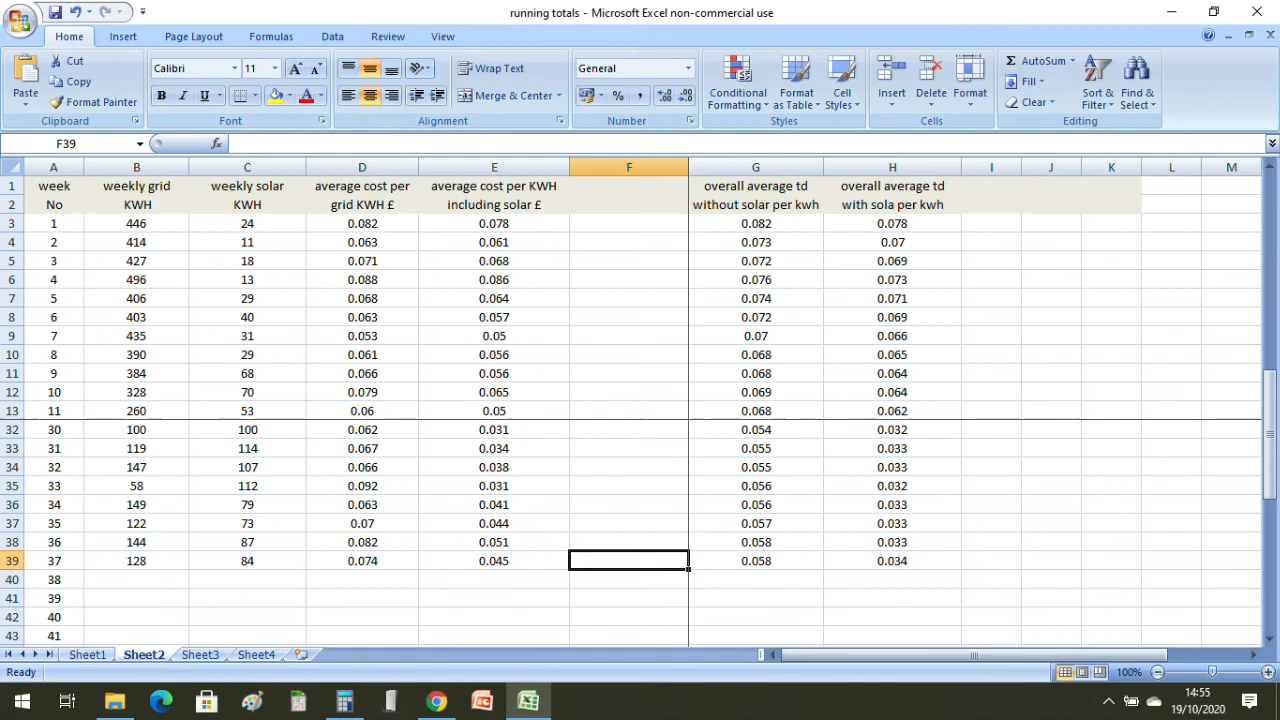 running totals - Microsoft Excel non-commercial use
Home Insert Page Layout Formulas Data Review View
Paste Cut Copy Format Painter Clipboard
Calibri 11 B I U A A A Font
Wrap Text Merge & Center Alignment
General % , Number
Conditional Formatting Format as Table Cell Styles Styles
Insert Delete Format Cells
Σ AutoSum Fill Clear Sort & Filter Find & Select Editing
F39 fx
A B C D E F G H I J K L M
1 week weekly grid weekly solar average cost per average cost per KWH overall average td overall average td
2 No KWH KWH grid KWH £ including solar £ without solar per kwh with sola per kwh
3 1 446 24 0.082 0.078 0.082 0.078
4 2 414 11 0.063 0.061 0.073 0.07
5 3 427 18 0.071 0.068 0.072 0.069
6 4 496 13 0.088 0.086 0.076 0.073
7 5 406 29 0.068 0.064 0.074 0.071
8 6 403 40 0.063 0.057 0.072 0.069
9 7 435 31 0.053 0.05 0.07 0.066
10 8 390 29 0.061 0.056 0.068 0.065
11 9 384 68 0.066 0.056 0.068 0.064
12 10 328 70 0.079 0.065 0.069 0.064
13 11 260 53 0.06 0.05 0.068 0.062
32 30 100 100 0.062 0.031 0.054 0.032
33 31 119 114 0.067 0.034 0.055 0.033
34 32 147 107 0.066 0.038 0.055 0.033
35 33 58 112 0.092 0.031 0.056 0.032
36 34 149 79 0.063 0.041 0.056 0.033
37 35 122 73 0.07 0.044 0.057 0.033
38 36 144 87 0.082 0.051 0.058 0.033
39 37 128 84 0.074 0.045 0.058 0.034
40 38
41 39
42 40
43 41
Sheet1 Sheet2 Sheet3 Sheet4
Ready 100%
14:55
19/10/2020